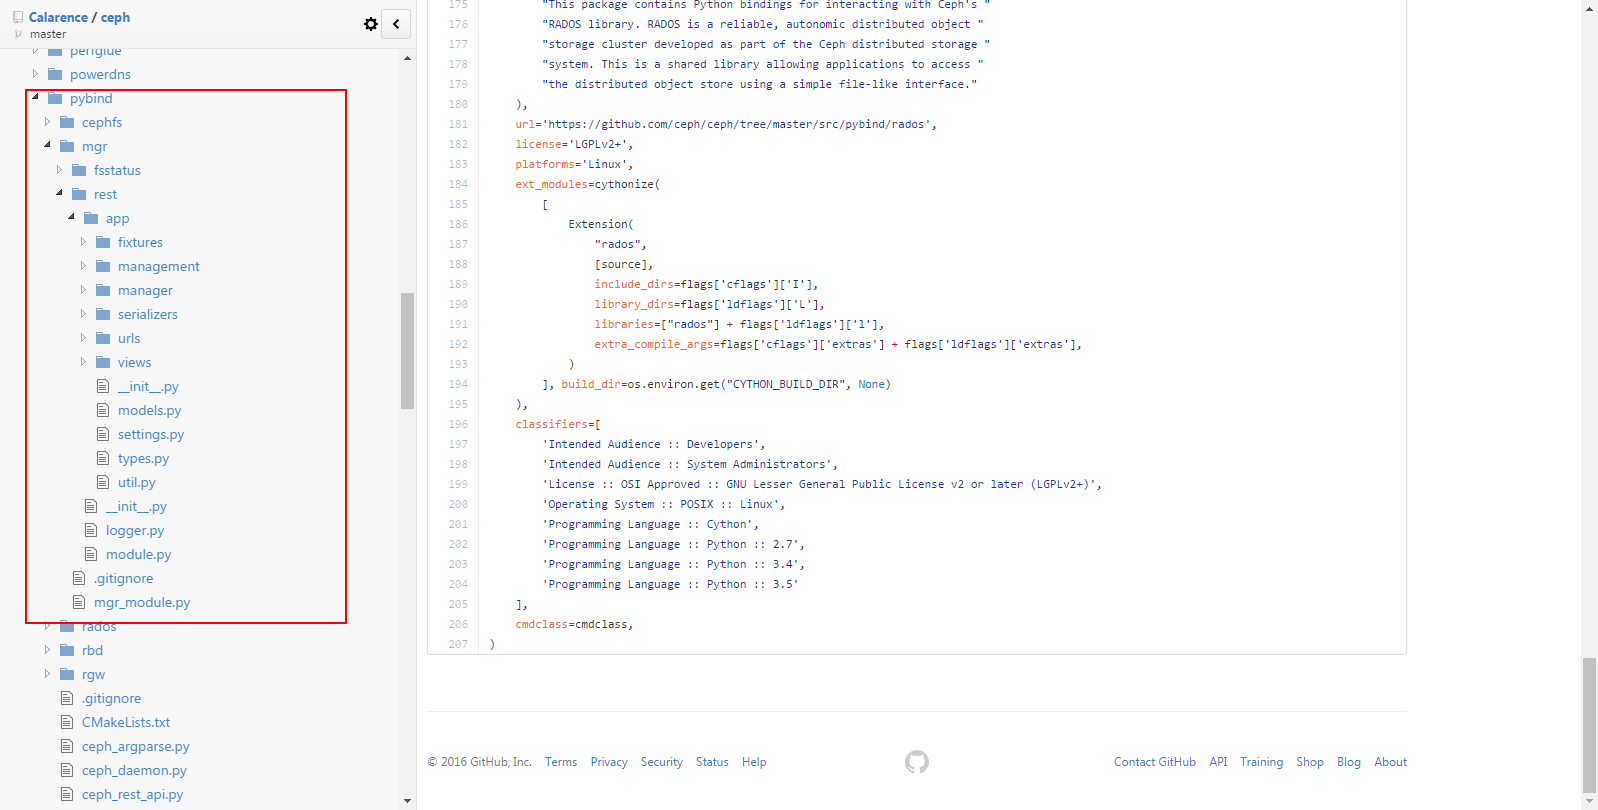 Calarence / ceph
master
perfglue
powerdns
pybind
cephfs
mgr
fsstatus
rest
app
fixtures
management
manager
serializers
urls
views
__init__.py
models.py
settings.py
types.py
util.py
__init__.py
logger.py
module.py
.gitignore
mgr_module.py
rados
rbd
rgw
.gitignore
CMakeLists.txt
ceph_argparse.py
ceph_daemon.py
ceph_rest_api.py
175 "This package contains Python bindings for interacting with Ceph's "
176 "RADOS library. RADOS is a reliable, autonomic distributed object "
177 "storage cluster developed as part of the Ceph distributed storage "
178 "system. This is a shared library allowing applications to access "
179 "the distributed object store using a simple file-like interface."
180 ),
181 url='https://github.com/ceph/ceph/tree/master/src/pybind/rados',
182 license='LGPLv2+',
183 platforms='Linux',
184 ext_modules=cythonize(
185 [
186 Extension(
187 "rados",
188 [source],
189 include_dirs=flags['cflags']['I'],
190 library_dirs=flags['ldflags']['L'],
191 libraries=["rados"] + flags['ldflags']['l'],
192 extra_compile_args=flags['cflags']['extras'] + flags['ldflags']['extras'],
193 )
194 ], build_dir=os.environ.get("CYTHON_BUILD_DIR", None)
195 ),
196 classifiers=[
197 'Intended Audience :: Developers',
198 'Intended Audience :: System Administrators',
199 'License :: OSI Approved :: GNU Lesser General Public License v2 or later (LGPLv2+)',
200 'Operating System :: POSIX :: Linux',
201 'Programming Language :: Cython',
202 'Programming Language :: Python :: 2.7',
203 'Programming Language :: Python :: 3.4',
204 'Programming Language :: Python :: 3.5'
205 ],
206 cmdclass=cmdclass,
207 )
© 2016 GitHub, Inc. Terms Privacy Security Status Help Contact GitHub API Training Shop Blog About